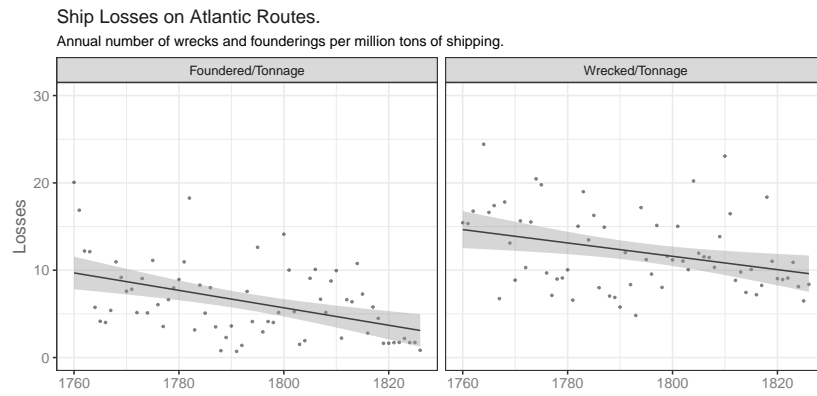 Ship Losses on Atlantic Routes.
Annual number of wrecks and founderings per million tons of shipping.
Foundered/Tonnage Wrecked/Tonnage
30
20
10
0
Losses
1760 1780 1800 1820 1760 1780 1800 1820